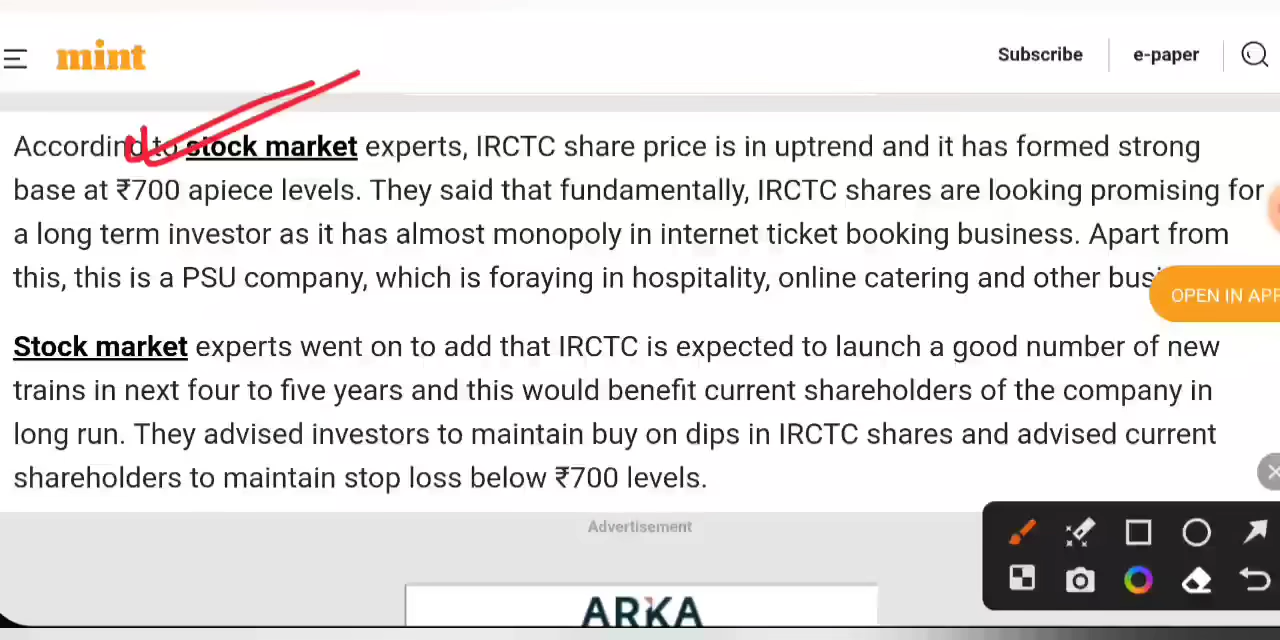 mint
Subscribe
e-paper
According to stock market experts, IRCTC share price is in uptrend and it has formed strong
base at ₹700 apiece levels. They said that fundamentally, IRCTC shares are looking promising for
a long term investor as it has almost monopoly in internet ticket booking business. Apart from
this, this is a PSU company, which is foraying in hospitality, online catering and other
OPEN IN APP
Stock market experts went on to add that IRCTC is expected to launch a good number of new
trains in next four to five years and this would benefit current shareholders of the company in
long run. They advised investors to maintain buy on dips in IRCTC shares and advised current
shareholders to maintain stop loss below ₹700 levels.
Advertisement
ARKA